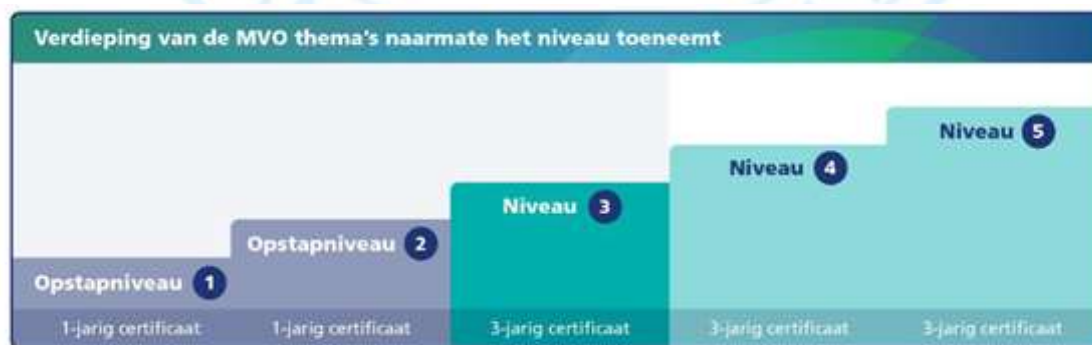 Verdieping van de MVO thema's naarmate het niveau toeneemt
Niveau 5
Niveau 4
Niveau 3
Opstapniveau 2
Opstapniveau 1
1-jarig certificaat
1-jarig certificaat
3-jarig certificaat
3-jarig certificaat
3-jarig certificaat